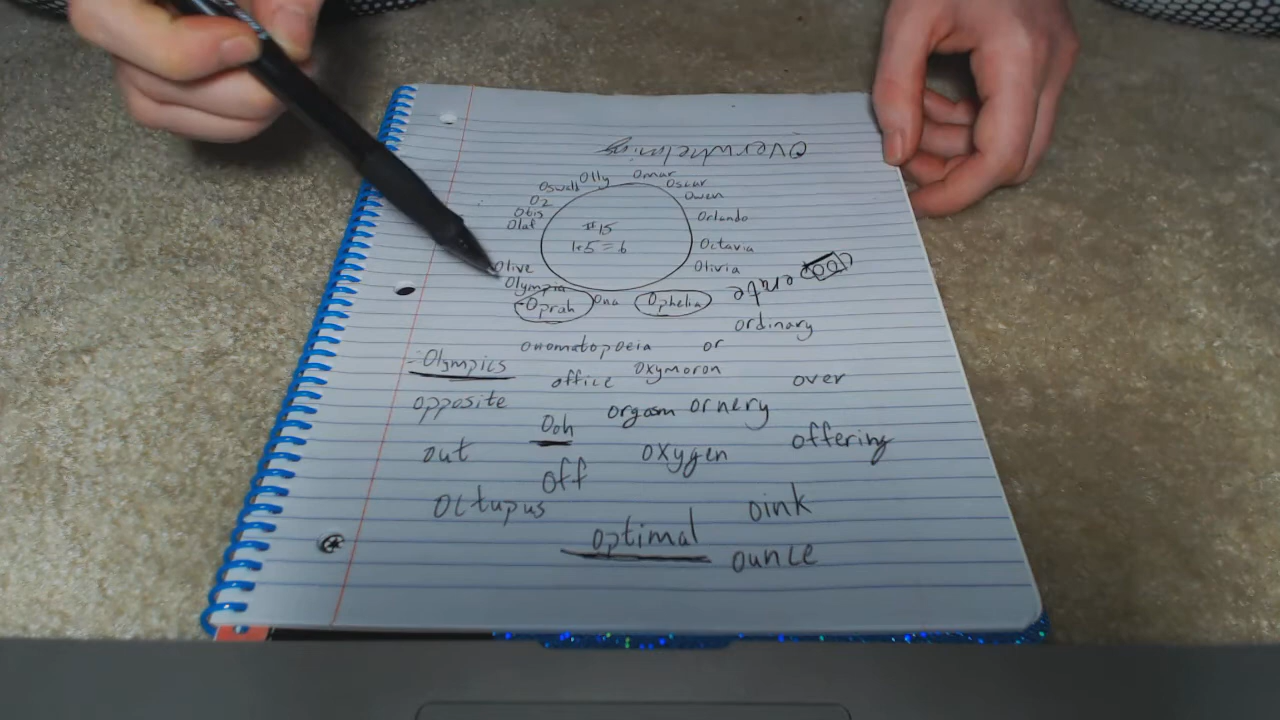 Overwhelming
Olly Omar
Oswald Oscar
Oz Owen
Otis Orlando
Olaf #15
1+5=6 Octavia
Olive Olivia
Olympia
Oprah Ona Ophelia ornate
ordinary
onomatopoeia or
Olympics office oxymoron over
opposite orgasm ornery
out Ooh oxygen offering
off
Octupus oink
optimal
ounce